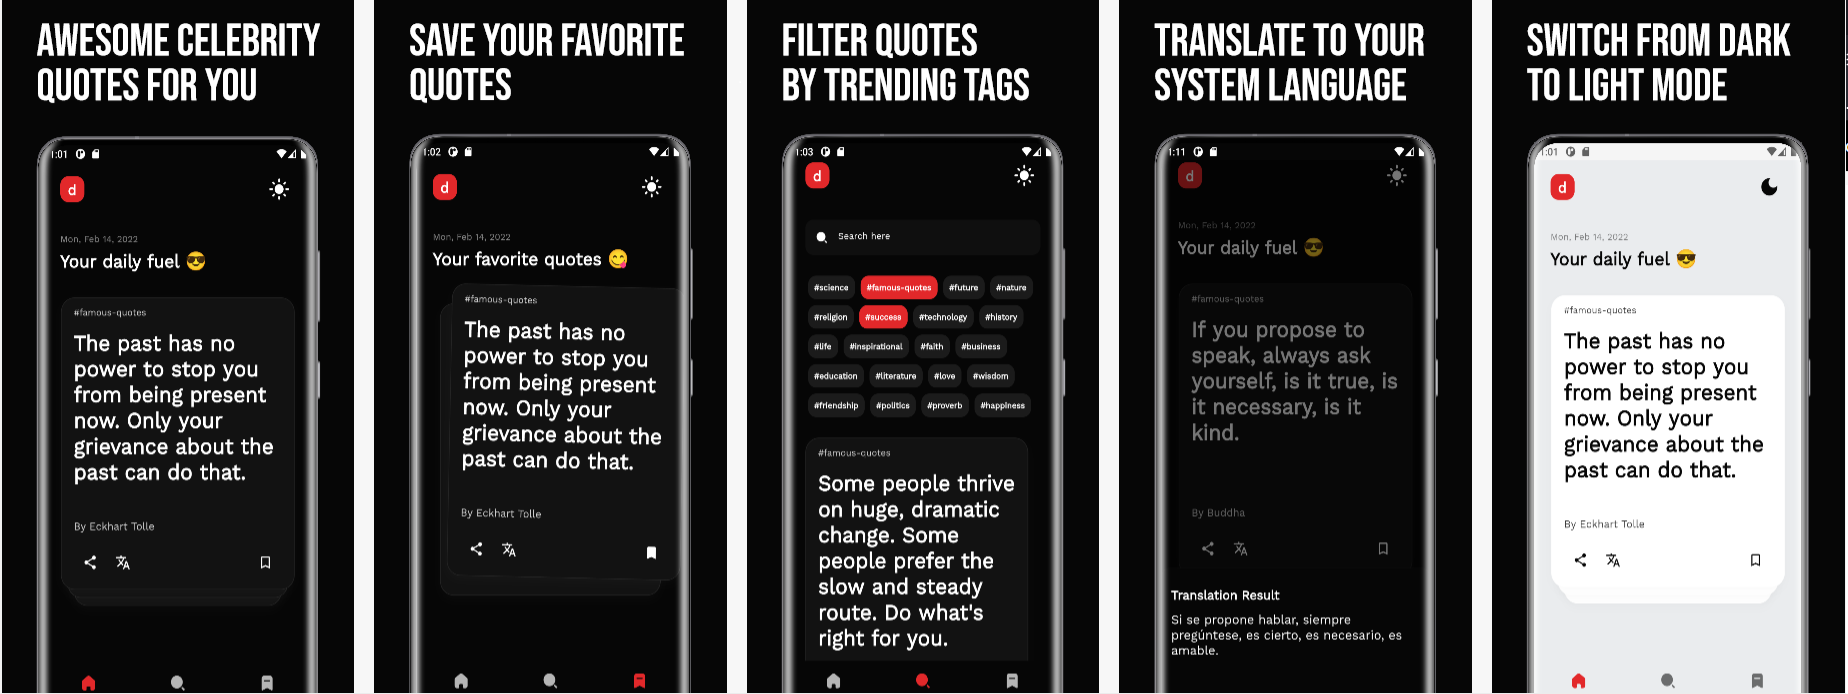 AWESOME CELEBRITY
QUOTES FOR YOU
1:01
d
Mon, Feb 14, 2022
Your daily fuel 😎
#famous-quotes
The past has no
power to stop you
from being present
now. Only your
grievance about the
past can do that.
By Eckhart Tolle
SAVE YOUR FAVORITE
QUOTES
1:02
d
Mon, Feb 14, 2022
Your favorite quotes 😋
#famous-quotes
The past has no
power to stop you
from being present
now. Only your
grievance about the
past can do that.
By Eckhart Tolle
FILTER QUOTES
BY TRENDING TAGS
1:03
d
Search here
#science #famous-quotes #future #nature
#religion #success #technology #history
#life #inspirational #faith #business
#education #literature #love #wisdom
#friendship #politics #proverb #happiness
#famous-quotes
Some people thrive
on huge, dramatic
change. Some
people prefer the
slow and steady
route. Do what's
right for you.
TRANSLATE TO YOUR
SYSTEM LANGUAGE
1:11
d
Mon, Feb 14, 2022
Your daily fuel 😎
#famous-quotes
If you propose to
speak, always ask
yourself, is it true, is
it necessary, is it
kind.
By Buddha
Translation Result
Si se propone hablar, siempre
pregúntese, es cierto, es necesario, es
amable.
SWITCH FROM DARK
TO LIGHT MODE
1:01
d
Mon, Feb 14, 2022
Your daily fuel 😎
#famous-quotes
The past has no
power to stop you
from being present
now. Only your
grievance about the
past can do that.
By Eckhart Tolle